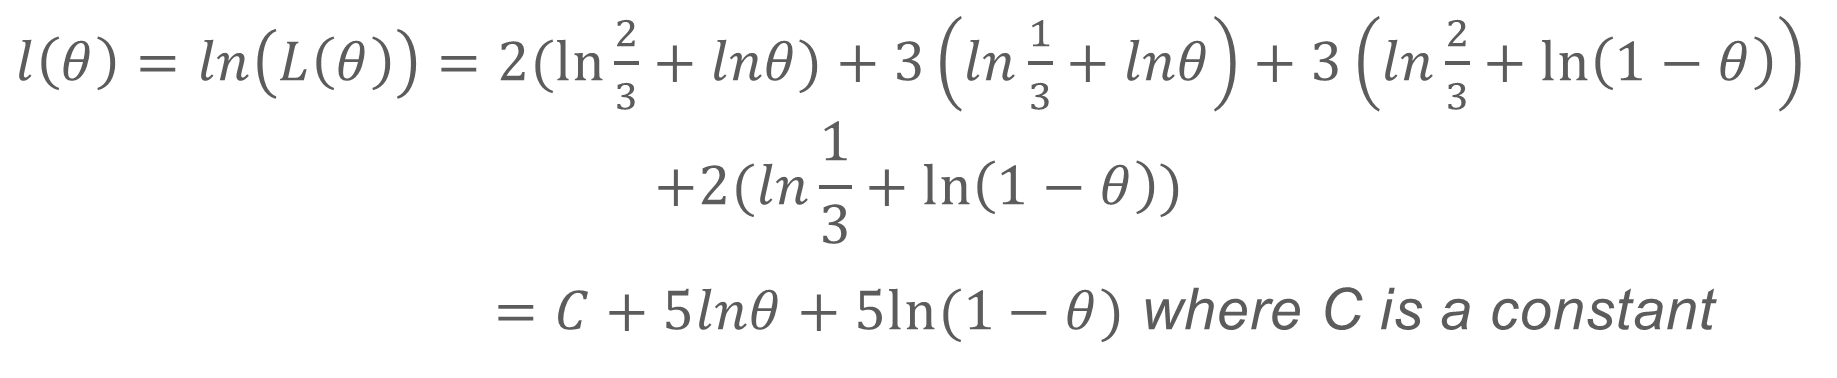 l(θ) = ln(L(θ)) = 2(ln 2/3 + lnθ) + 3(ln 1/3 + lnθ) + 3(ln 2/3 + ln(1 − θ))
+2(ln 1/3 + ln(1 − θ))
= C + 5lnθ + 5ln(1 − θ) where C is a constant